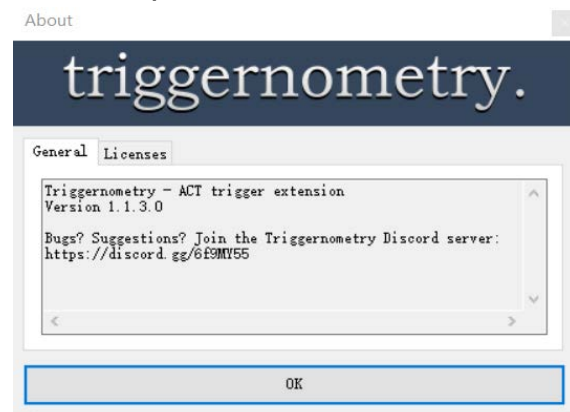 About
triggernometry.
General
Licenses
Triggernometry - ACT trigger extension
Version 1.1.3.0
Bugs? Suggestions? Join the Triggernometry Discord server:
https://discord.gg/6f9MY55
OK